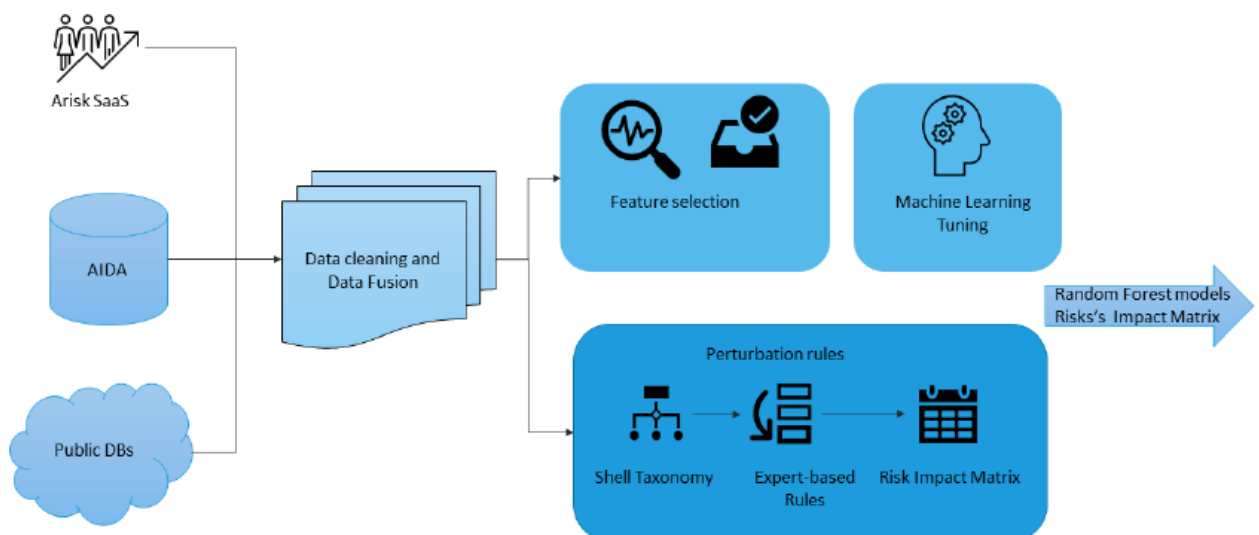 Arisk SaaS
AIDA
Public DBs
Data cleaning and
Data Fusion
Feature selection
Machine Learning
Tuning
Perturbation rules
Shell Taxonomy
Expert-based
Rules
Risk Impact Matrix
Random Forest models
Risks's Impact Matrix